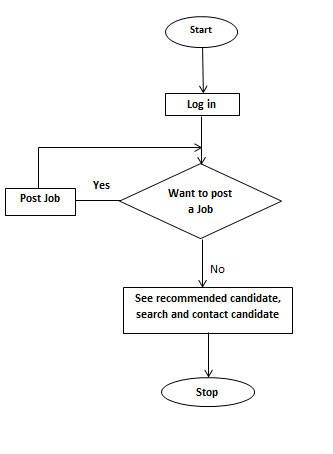 Start
Log in
Yes
Post Job
Want to post
a Job
No
See recommended candidate,
search and contact candidate
Stop